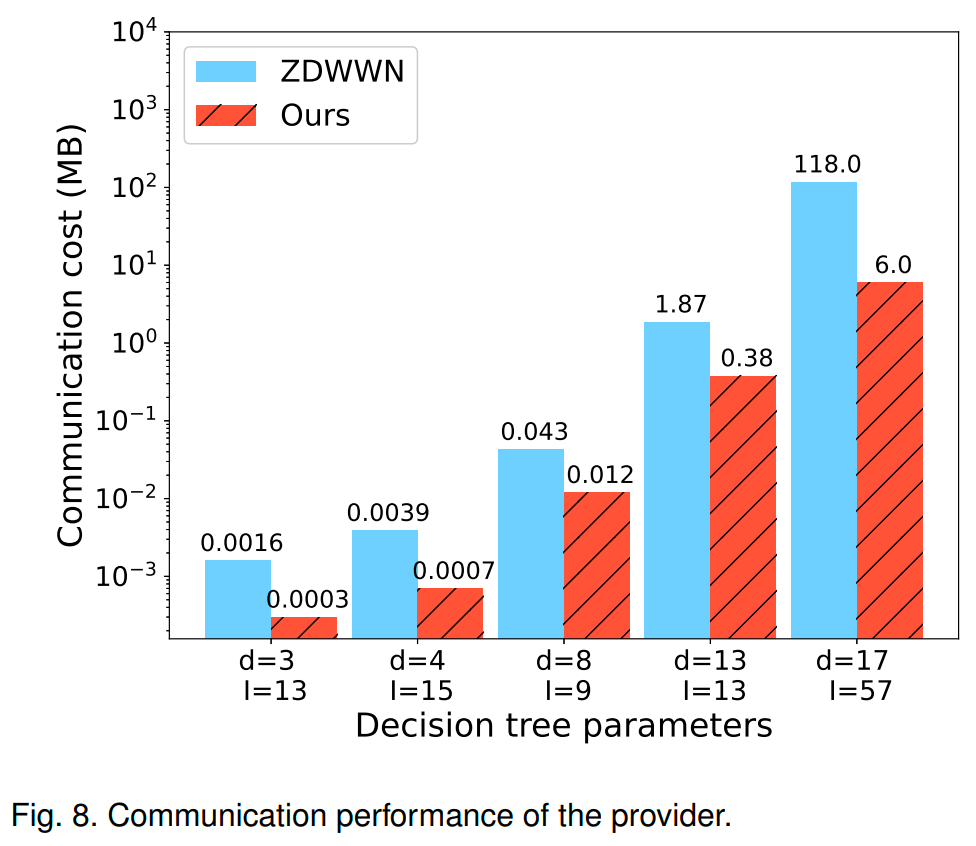 10^4
10^3
10^2
10^1
10^0
10^−1
10^−2
10^−3
Communication cost (MB)
ZDWWN
Ours
0.0016
0.0003
0.0039
0.0007
0.043
0.012
1.87
0.38
118.0
6.0
d=3
I=13
d=4
I=15
d=8
I=9
d=13
I=13
d=17
I=57
Decision tree parameters
Fig. 8. Communication performance of the provider.